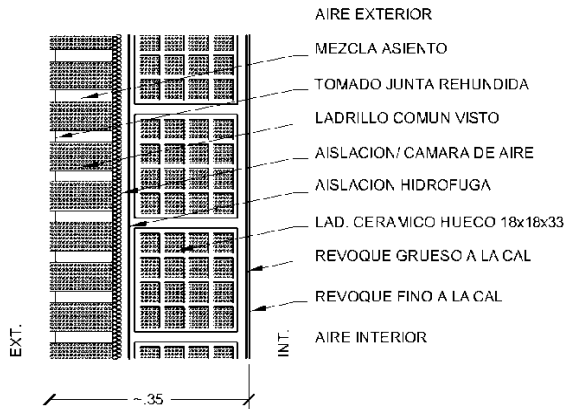 AIRE EXTERIOR
MEZCLA ASIENTO
TOMADO JUNTA REHUNDIDA
LADRILLO COMUN VISTO
AISLACION/ CAMARA DE AIRE
AISLACION HIDROFUGA
LAD. CERAMICO HUECO 18x18x33
REVOQUE GRUESO A LA CAL
REVOQUE FINO A LA CAL
AIRE INTERIOR
EXT.
INT.
~.35